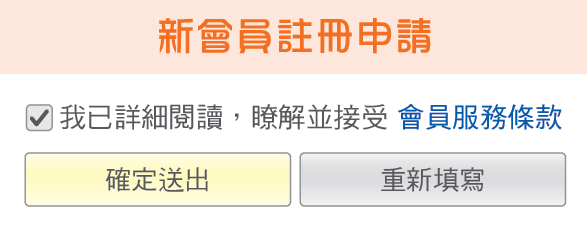 新會員註冊申請
我已詳細閱讀，瞭解並接受 會員服務條款
確定送出
重新填寫